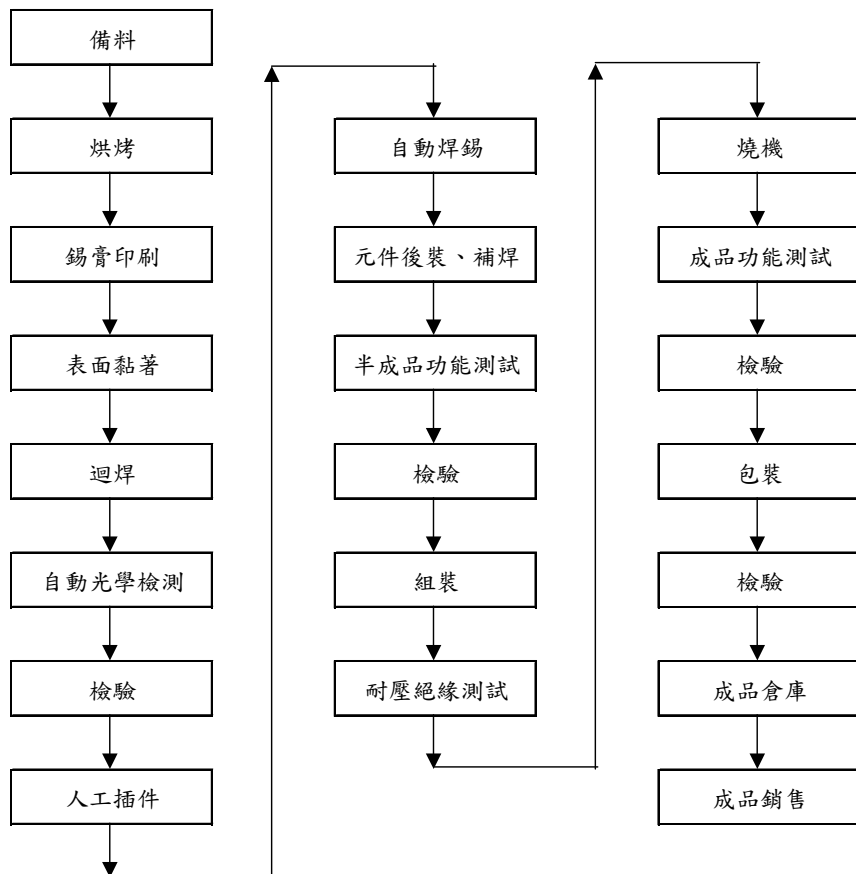 備料
烘烤
錫膏印刷
表面黏著
迴焊
自動光學檢測
檢驗
人工插件
自動焊錫
元件後裝、補焊
半成品功能測試
檢驗
組裝
耐壓絕緣測試
燒機
成品功能測試
檢驗
包裝
檢驗
成品倉庫
成品銷售